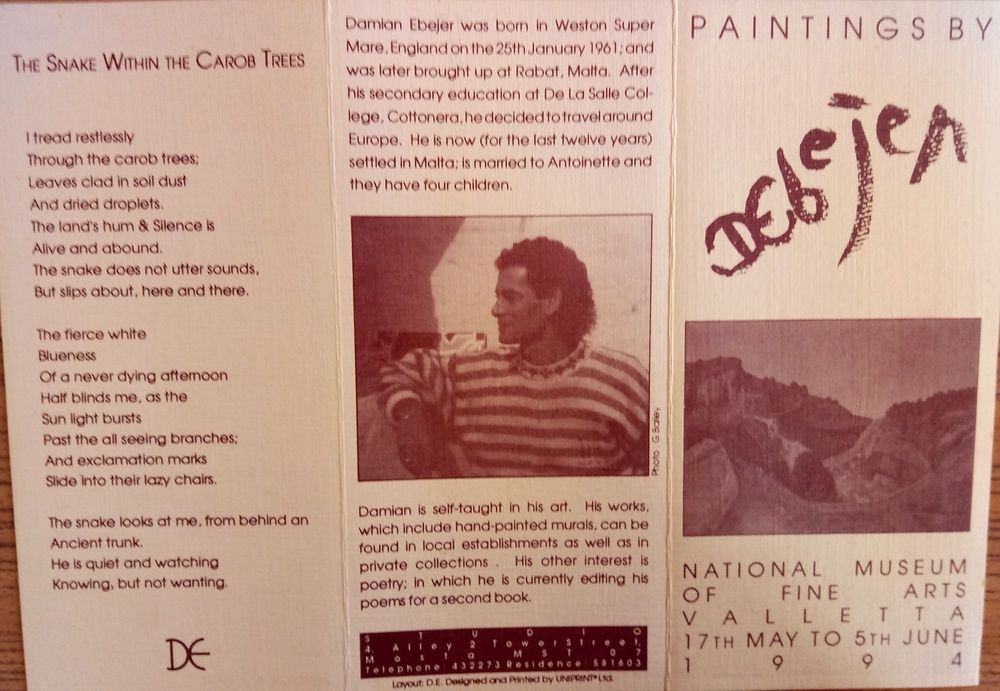 THE SNAKE WITHIN THE CAROB TREES
I tread restlessly
Through the carob trees;
Leaves clad in soil dust
And dried droplets.
The land's hum & Silence is
Alive and abound.
The snake does not utter sounds,
But slips about, here and there.
The fierce white
Blueness
Of a never dying afternoon
Half blinds me, as the
Sun light bursts
Past the all seeing branches;
And exclamation marks
Slide into their lazy chairs.
The snake looks at me, from behind an
Ancient trunk.
He is quiet and watching
Knowing, but not wanting.
DE
Damian Ebejer was born in Weston Super
Mare, England on the 25th January 1961; and
was later brought up at Rabat, Malta. After
his secondary education at De La Salle Col-
lege, Cottonera, he decided to travel around
Europe. He is now (for the last twelve years)
settled in Malta; is married to Antoinette and
they have four children.
Photo G Bailey
Damian is self-taught in his art. His works,
which include hand-painted murals, can be
found in local establishments as well as in
private collections . His other interest is
poetry; in which he is currently editing his
poems for a second book.
STUDIO
4, Alley 2 Tower Street,
Mosta MST 07
Telephone: 432273 Residence: 581603
Layout: D.E. Designed and Printed by UNIPRINT® Ltd.
PAINTINGS BY
DEbejer
NATIONAL MUSEUM
OF FINE ARTS
VALLETTA
17TH MAY TO 5TH JUNE
1994